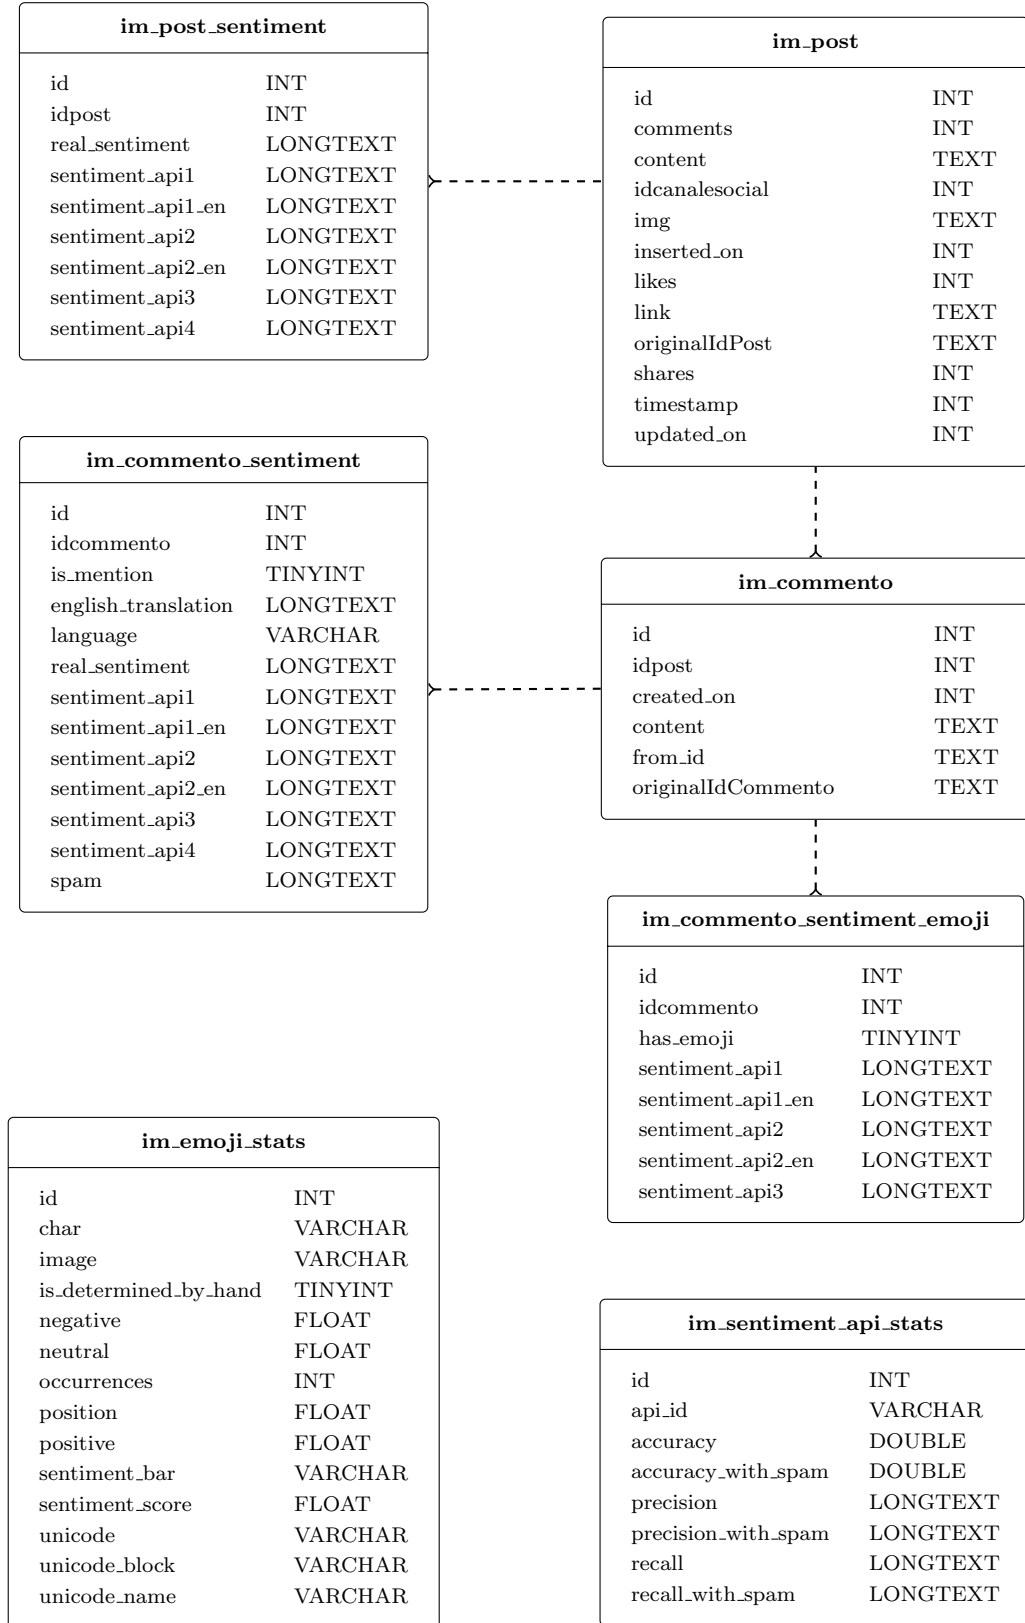 im_post_sentiment
id INT
idpost INT
real_sentiment LONGTEXT
sentiment_api1 LONGTEXT
sentiment_api1_en LONGTEXT
sentiment_api2 LONGTEXT
sentiment_api2_en LONGTEXT
sentiment_api3 LONGTEXT
sentiment_api4 LONGTEXT
im_post
id INT
comments INT
content TEXT
idcanalesocial INT
img TEXT
inserted_on INT
likes INT
link TEXT
originalIdPost TEXT
shares INT
timestamp INT
updated_on INT
im_commento_sentiment
id INT
idcommento INT
is_mention TINYINT
english_translation LONGTEXT
language VARCHAR
real_sentiment LONGTEXT
sentiment_api1 LONGTEXT
sentiment_api1_en LONGTEXT
sentiment_api2 LONGTEXT
sentiment_api2_en LONGTEXT
sentiment_api3 LONGTEXT
sentiment_api4 LONGTEXT
spam LONGTEXT
im_commento
id INT
idpost INT
created_on INT
content TEXT
from_id TEXT
originalIdCommento TEXT
im_commento_sentiment_emoji
id INT
idcommento INT
has_emoji TINYINT
sentiment_api1 LONGTEXT
sentiment_api1_en LONGTEXT
sentiment_api2 LONGTEXT
sentiment_api2_en LONGTEXT
sentiment_api3 LONGTEXT
im_emoji_stats
id INT
char VARCHAR
image VARCHAR
is_determined_by_hand TINYINT
negative FLOAT
neutral FLOAT
occurrences INT
position FLOAT
positive FLOAT
sentiment_bar VARCHAR
sentiment_score FLOAT
unicode VARCHAR
unicode_block VARCHAR
unicode_name VARCHAR
im_sentiment_api_stats
id INT
api_id VARCHAR
accuracy DOUBLE
accuracy_with_spam DOUBLE
precision LONGTEXT
precision_with_spam LONGTEXT
recall LONGTEXT
recall_with_spam LONGTEXT